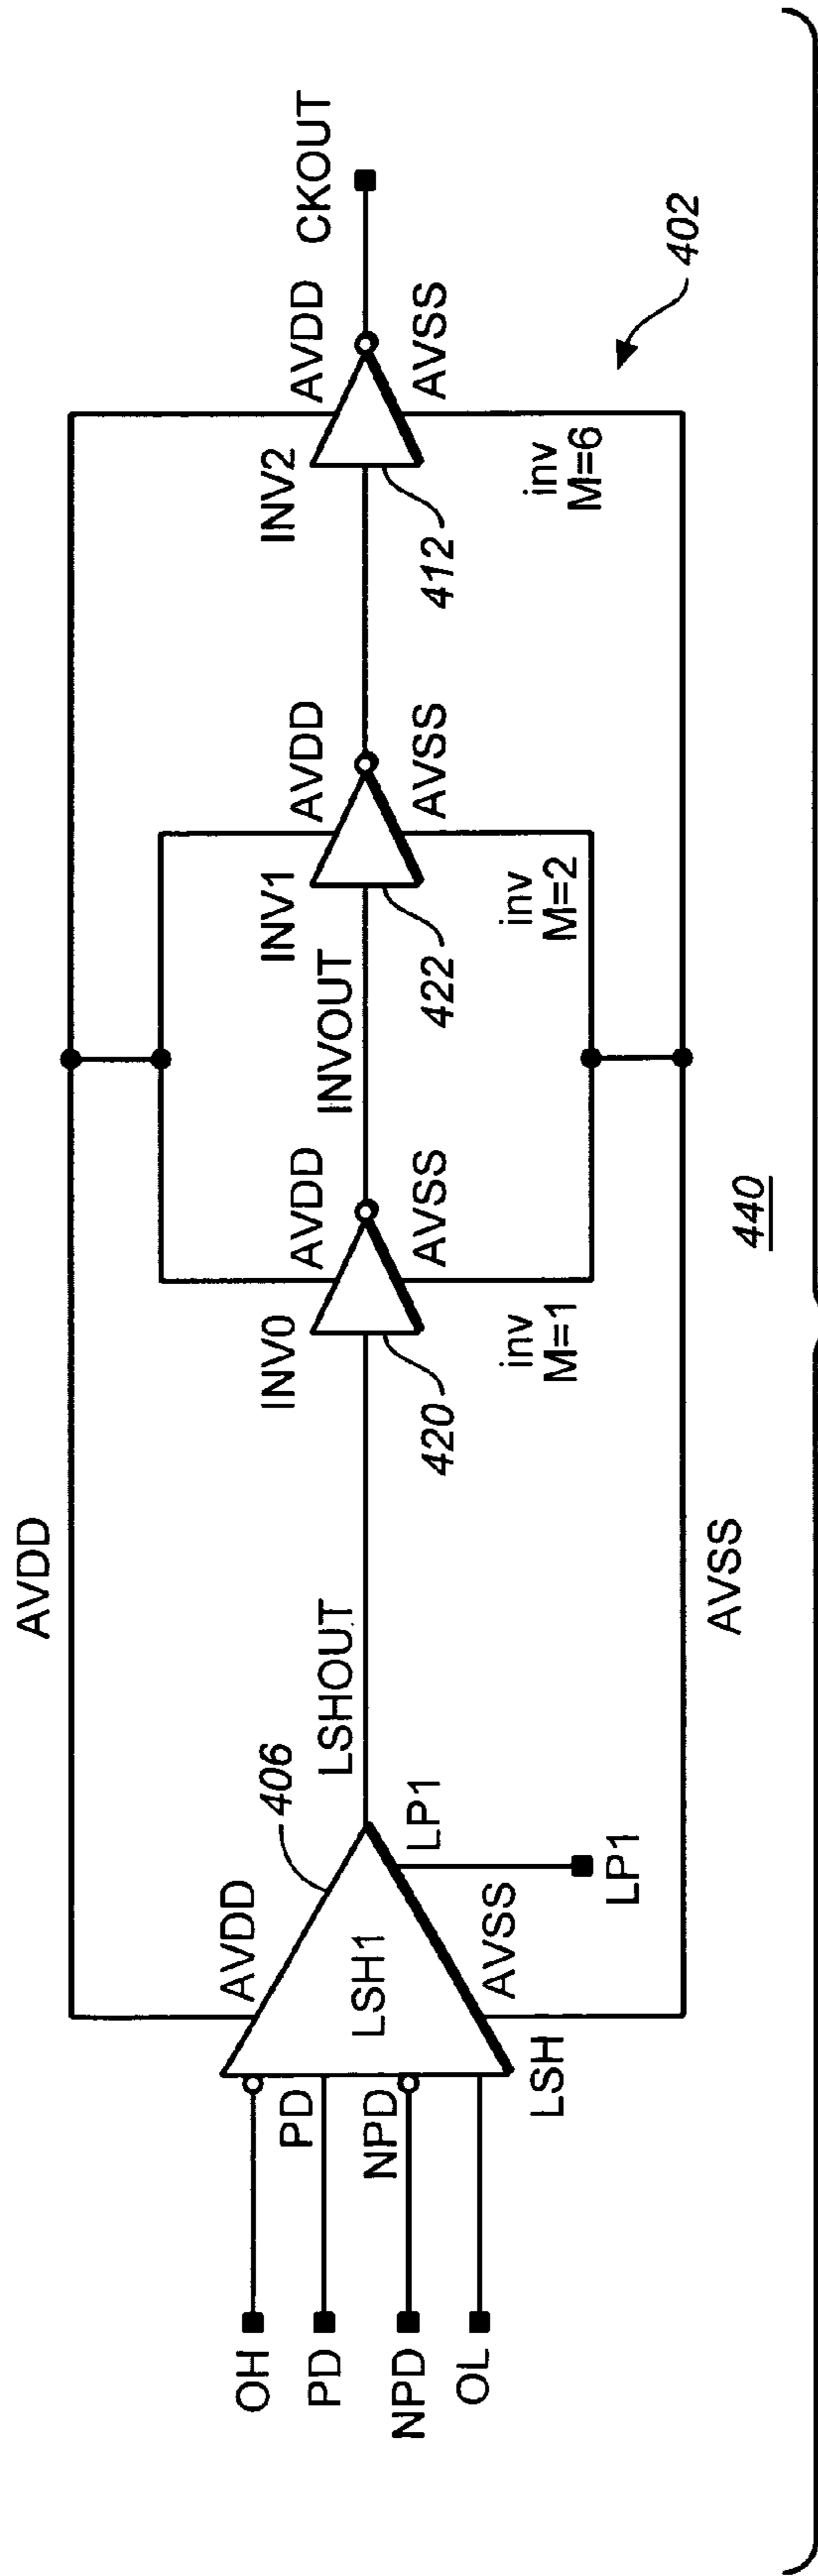 AVDD
OH
PD
NPD
OL
PD
NPD
LSH1
AVDD
406
AVSS
LSH
LP1
LP1
LSHOUT
INV0
AVDD
AVSS
420
inv
M=1
INVOUT
INV1
AVDD
AVSS
422
inv
M=2
INV2
AVDD
AVSS
412
inv
M=6
CKOUT
402
AVSS
440